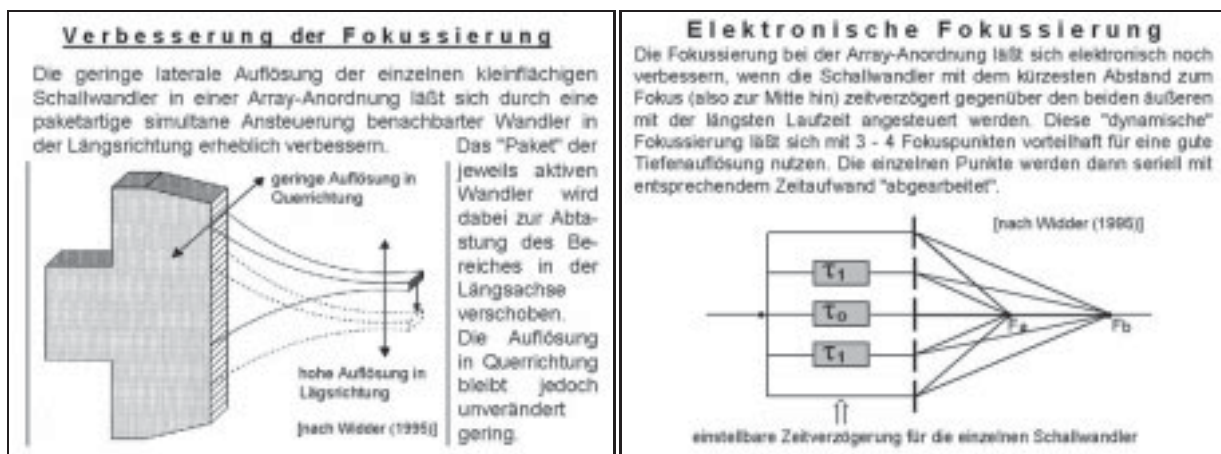 Verbesserung der Fokussierung
Die geringe laterale Auflösung der einzelnen kleinflächigen
Schallwandler in einer Array-Anordnung läßt sich durch eine
paketartige simultane Ansteuerung benachbarter Wandler in
der Längsrichtung erheblich verbessern. Das "Paket" der
jeweils aktiven
Wandler wird
dabei zur Abta-
stung des Be-
reiches in der
Längsachse
verschoben.
Die Auflösung
in Querrichtung
bleibt jedoch
unverändert
gering.
geringe Auflösung in
Querrichtung
hohe Auflösung in
Lägsrichtung
[nach Widder (1995)]
Elektronische Fokussierung
Die Fokussierung bei der Array-Anordnung läßt sich elektronisch noch
verbessern, wenn die Schallwandler mit dem kürzesten Abstand zum
Fokus (also zur Mitte hin) zeitverzögert gegenüber den beiden äußeren
mit der längsten Laufzeit angesteuert werden. Diese "dynamische"
Fokussierung läßt sich mit 3 - 4 Fokuspunkten vorteilhaft für eine gute
Tiefenauflösung nutzen. Die einzelnen Punkte werden dann seriell mit
entsprechendem Zeitaufwand "abgearbeitet".
[nach Widder (1995)]
τ1
τ0
τ1
Fa
Fb
einstellbare Zeitverzögerung für die einzelnen Schallwandler